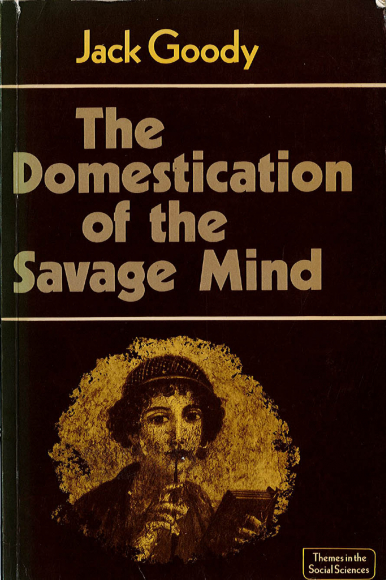 Jack Goody
The
Domestication
of the
Savage Mind
Themes in the
Social Sciences